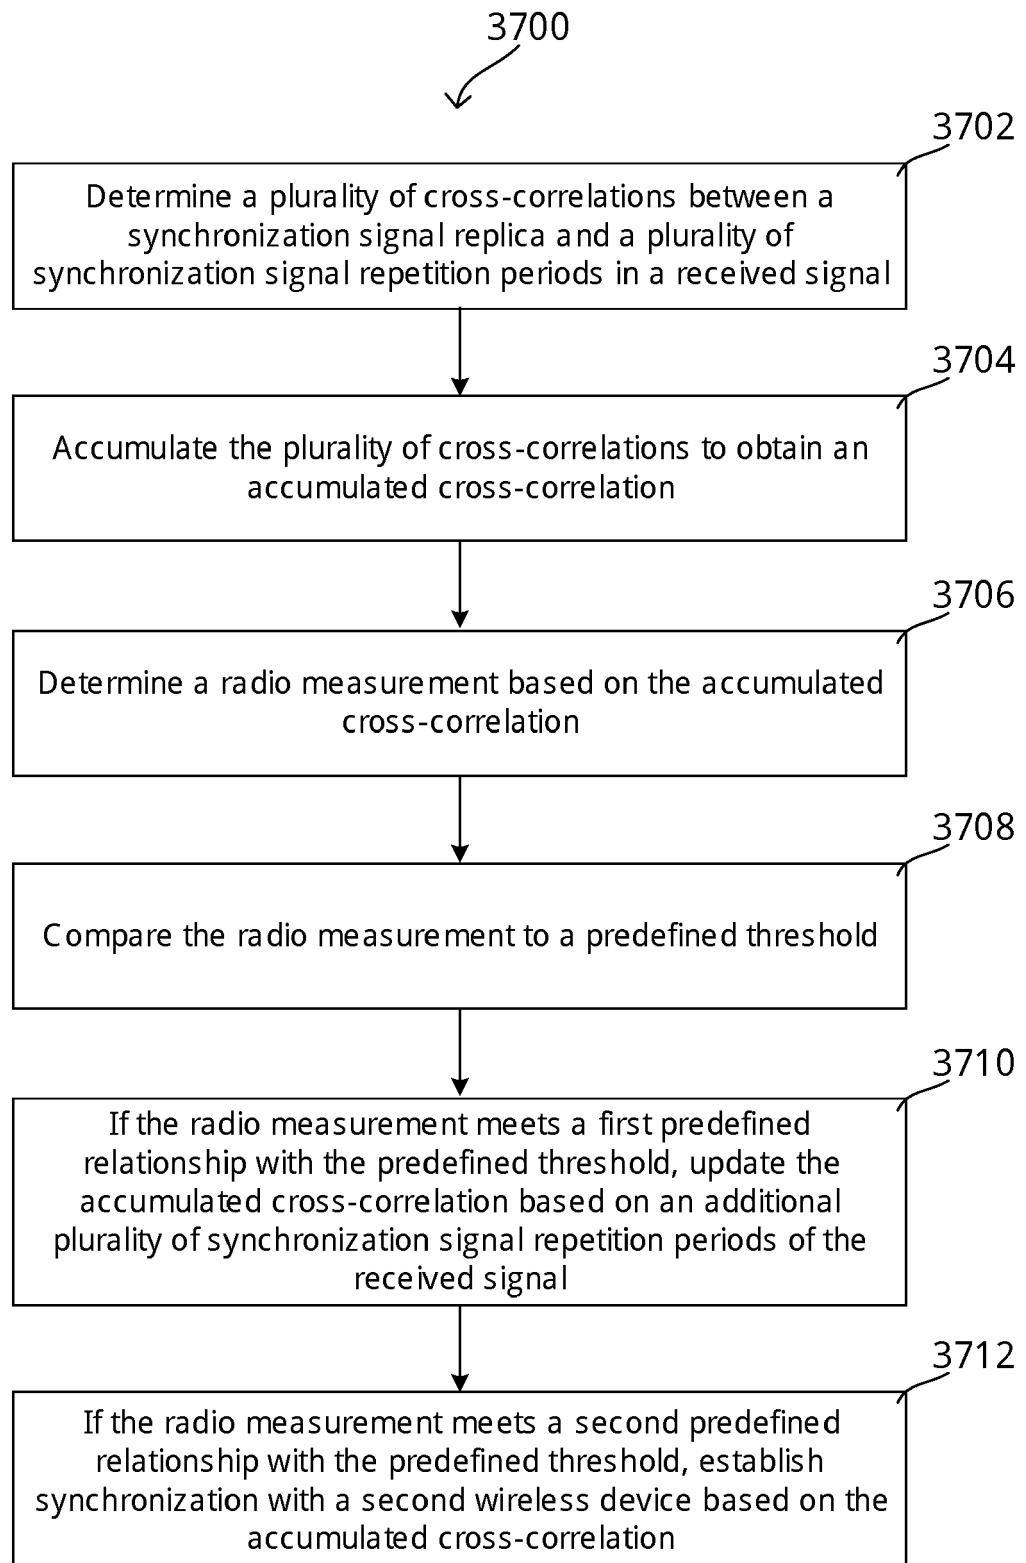 3700
3702
Determine a plurality of cross-correlations between a
synchronization signal replica and a plurality of
synchronization signal repetition periods in a received signal
3704
Accumulate the plurality of cross-correlations to obtain an
accumulated cross-correlation
3706
Determine a radio measurement based on the accumulated
cross-correlation
3708
Compare the radio measurement to a predefined threshold
3710
If the radio measurement meets a first predefined
relationship with the predefined threshold, update the
accumulated cross-correlation based on an additional
plurality of synchronization signal repetition periods of the
received signal
3712
If the radio measurement meets a second predefined
relationship with the predefined threshold, establish
synchronization with a second wireless device based on the
accumulated cross-correlation